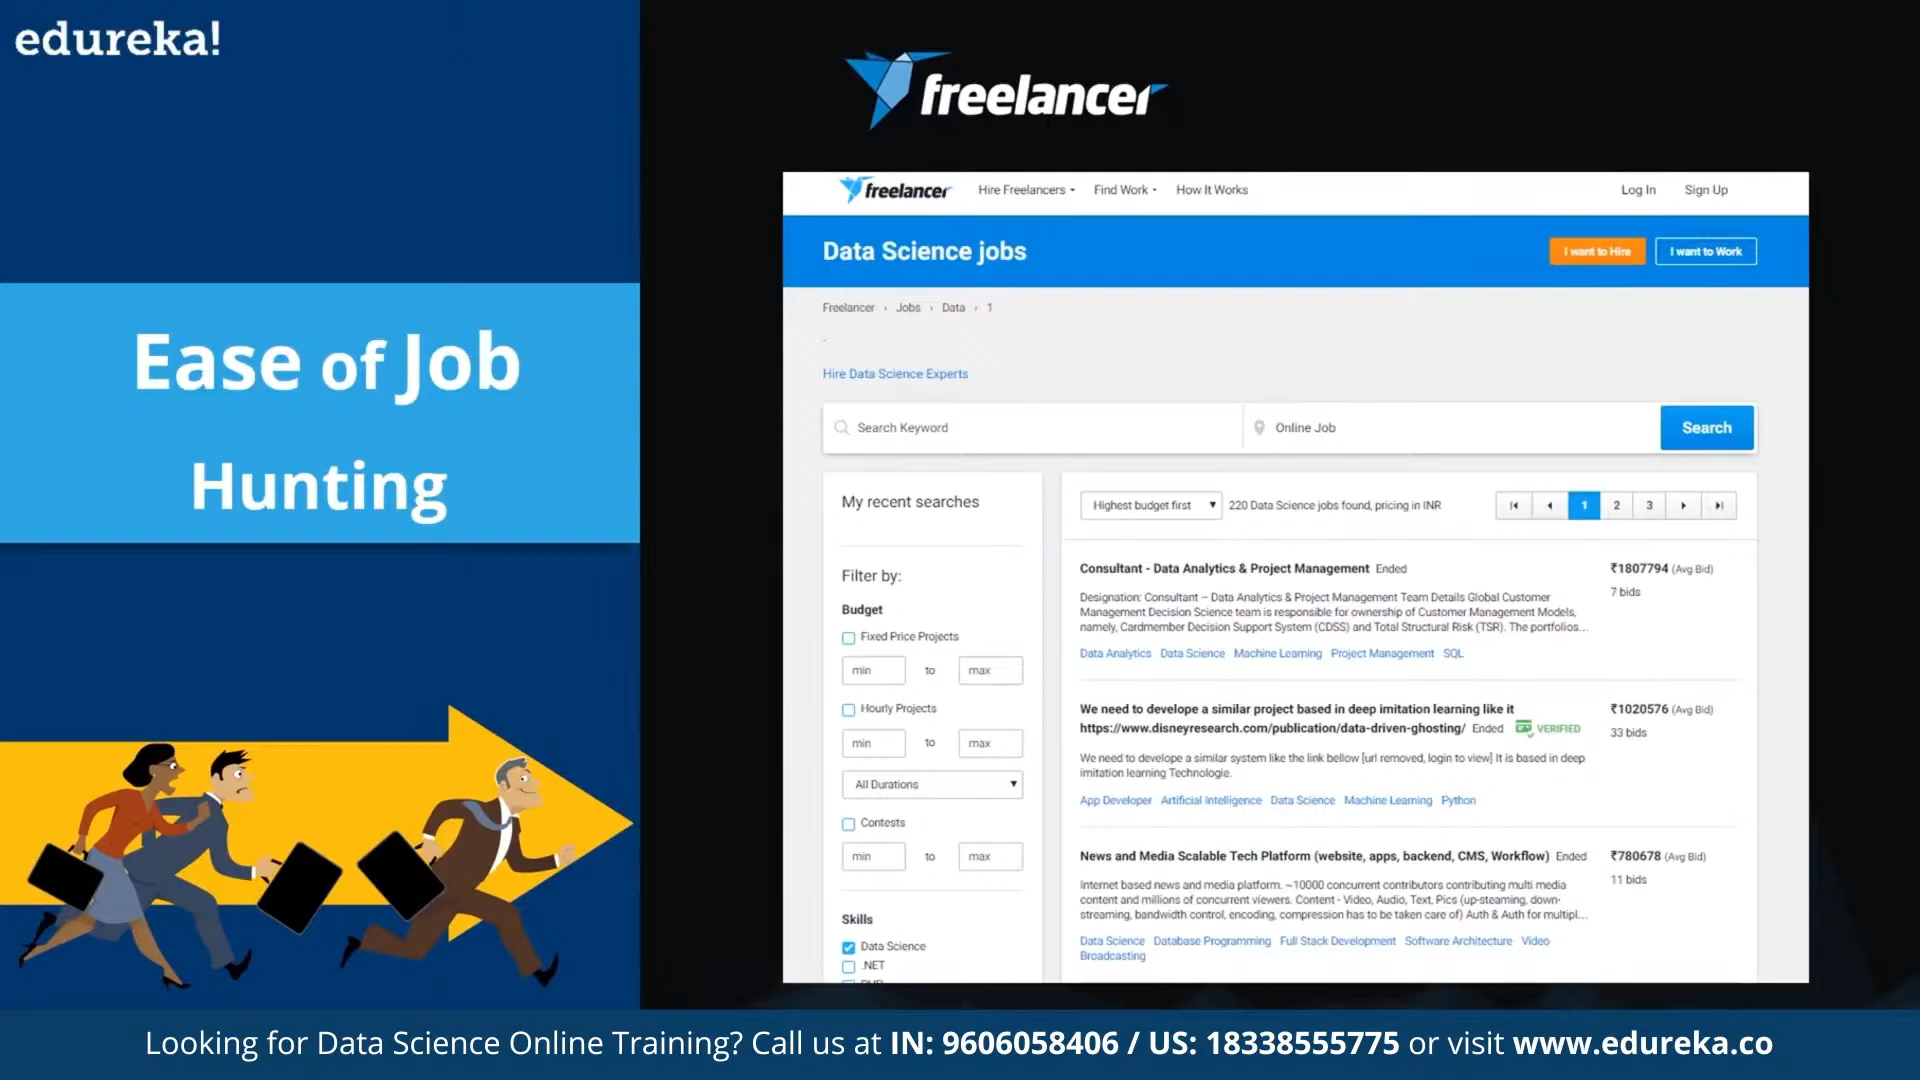 edureka!
Ease of Job
Hunting
freelancer
freelancer Hire Freelancers Find Work How It Works Log In Sign Up
Data Science jobs I want to Hire I want to Work
Freelancer › Jobs › Data › 1
Hire Data Science Experts
Search Keyword Online Job Search
My recent searches
Filter by:
Budget
Fixed Price Projects
min to max
Hourly Projects
min to max
All Durations
Contests
min to max
Skills
Data Science
.NET
Highest budget first 220 Data Science jobs found, pricing in INR 1 2 3
Consultant - Data Analytics & Project Management Ended ₹1807794 (Avg Bid)
7 bids
Designation: Consultant – Data Analytics & Project Management Team Details Global Customer
Management Decision Science team is responsible for ownership of Customer Management Models,
namely, Cardmember Decision Support System (CDSS) and Total Structural Risk (TSR). The portfolios...
Data Analytics Data Science Machine Learning Project Management SQL
We need to develope a similar project based in deep imitation learning like it ₹1020576 (Avg Bid)
https://www.disneyresearch.com/publication/data-driven-ghosting/ Ended VERIFIED
33 bids
We need to develope a similar system like the link bellow [url removed, login to view] It is based in deep
imitation learning Technologie.
App Developer Artificial Intelligence Data Science Machine Learning Python
News and Media Scalable Tech Platform (website, apps, backend, CMS, Workflow) Ended ₹780678 (Avg Bid)
11 bids
Internet based news and media platform. ~10000 concurrent contributors contributing multi media
content and millions of concurrent viewers. Content - Video, Audio, Text, Pics (up-steaming, down-
streaming, bandwidth control, encoding, compression has to be taken care of) Auth & Auth for multipl...
Data Science Database Programming Full Stack Development Software Architecture Video
Broadcasting
Looking for Data Science Online Training? Call us at IN: 9606058406 / US: 18338555775 or visit www.edureka.co